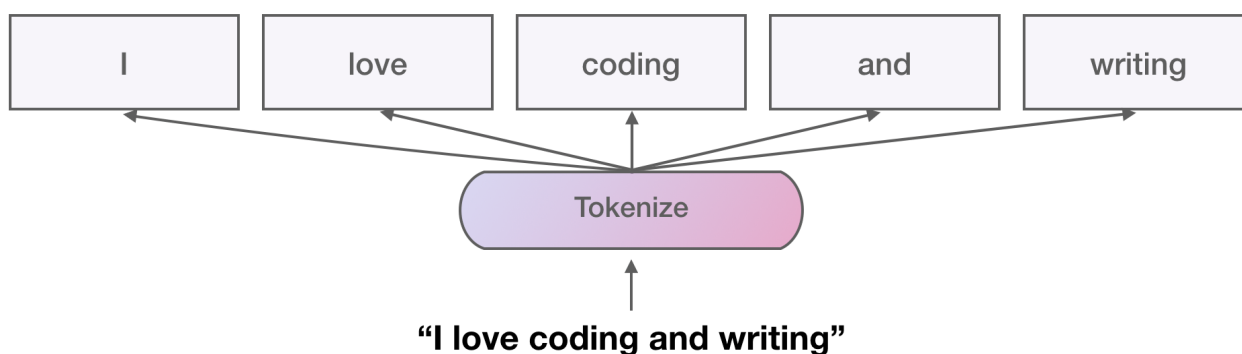 I love coding and writing
Tokenize
“I love coding and writing”